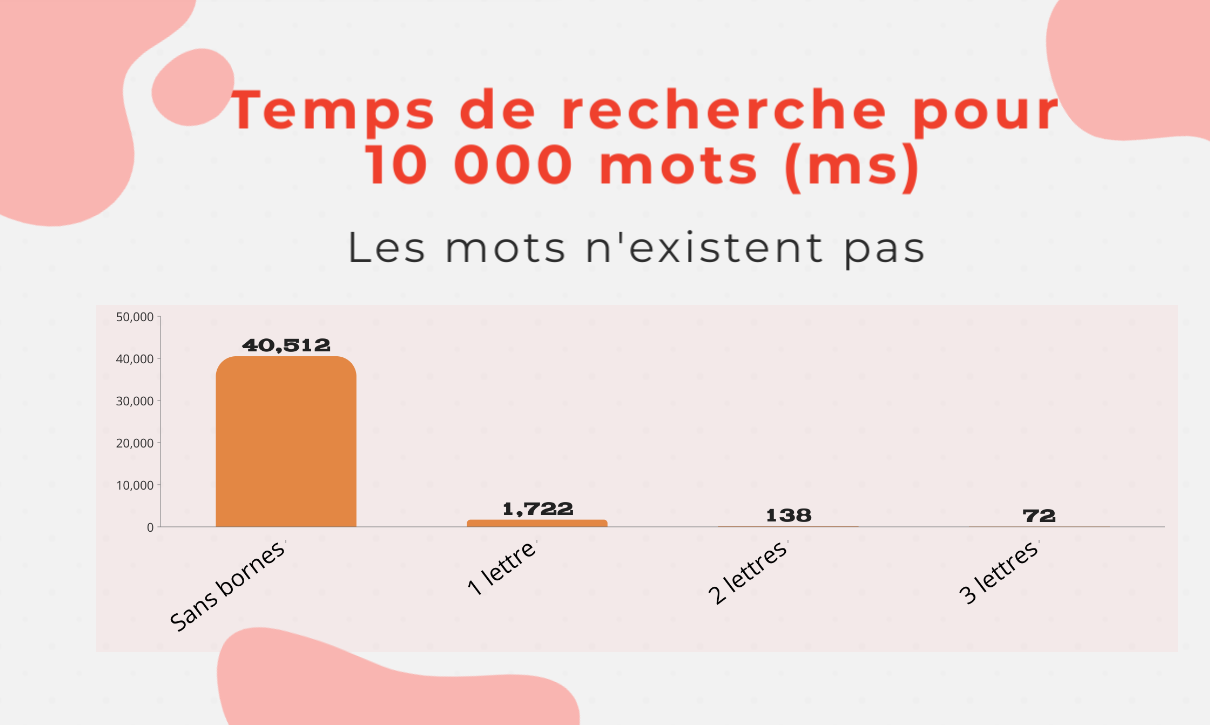 Temps de recherche pour
10 000 mots (ms)
Les mots n'existent pas
50,000
40,000
30,000
20,000
10,000
0
40,512
1,722
138
72
Sans bornes
1 lettre
2 lettres
3 lettres